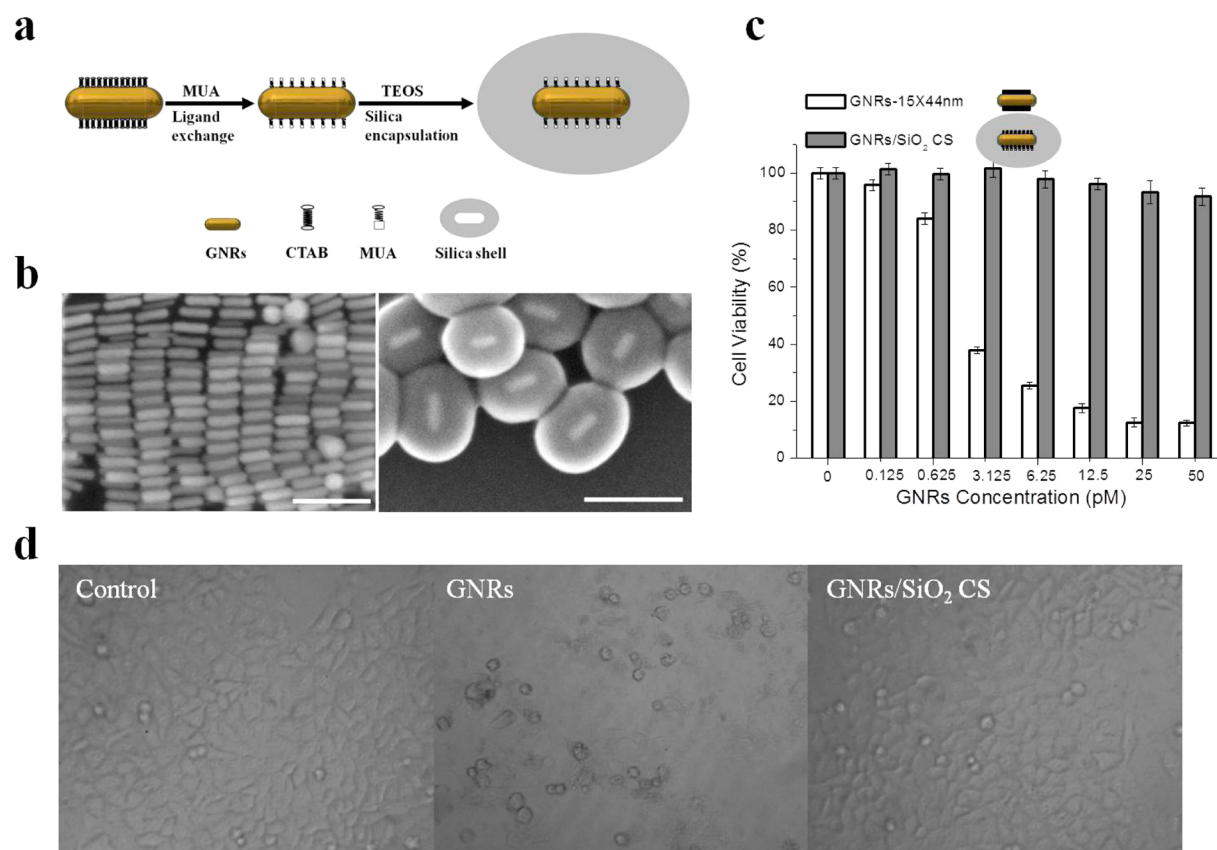 a
MUA
Ligand
exchange
TEOS
Silica
encapsulation
GNRs
CTAB
MUA
Silica shell
b
c
GNRs-15X44nm
GNRs/SiO₂ CS
Cell Viability (%)
100
80
60
40
20
0
0
0.125
0.625
3.125
6.25
12.5
25
50
GNRs Concentration (pM)
d
Control
GNRs
GNRs/SiO₂ CS